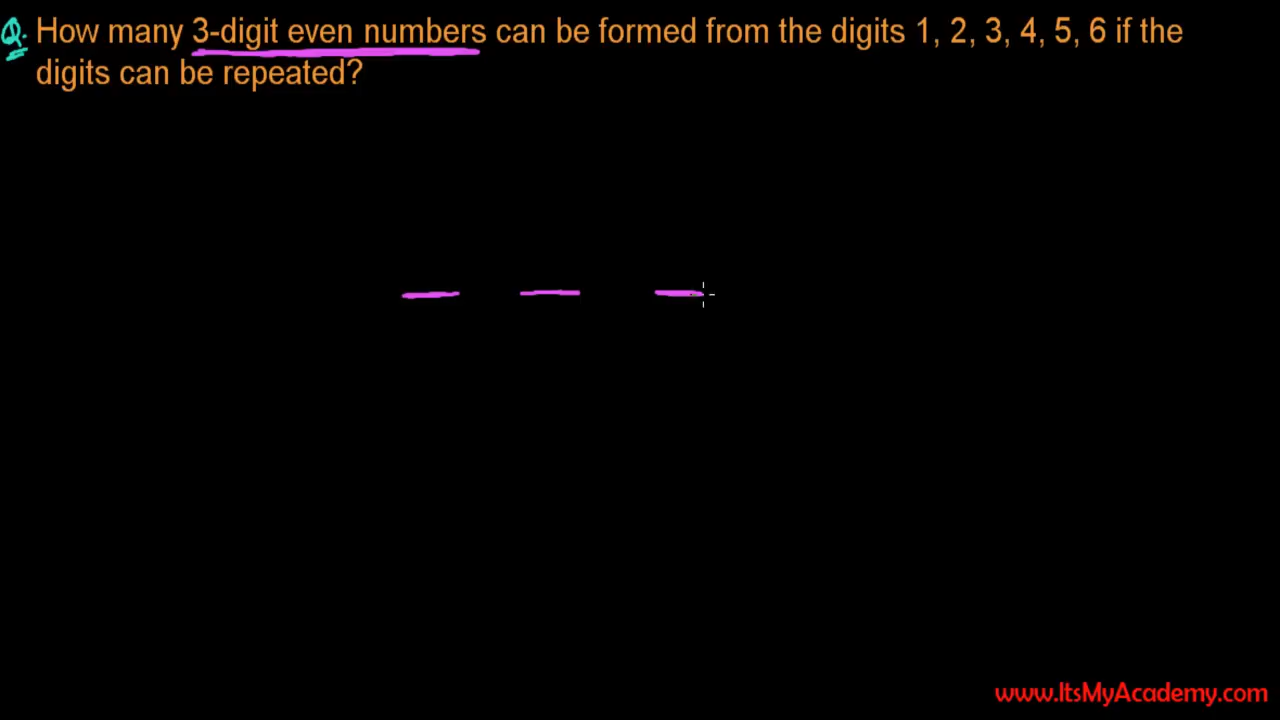 Q. How many 3-digit even numbers can be formed from the digits 1, 2, 3, 4, 5, 6 if the
digits can be repeated?
www.ItsMyAcademy.com